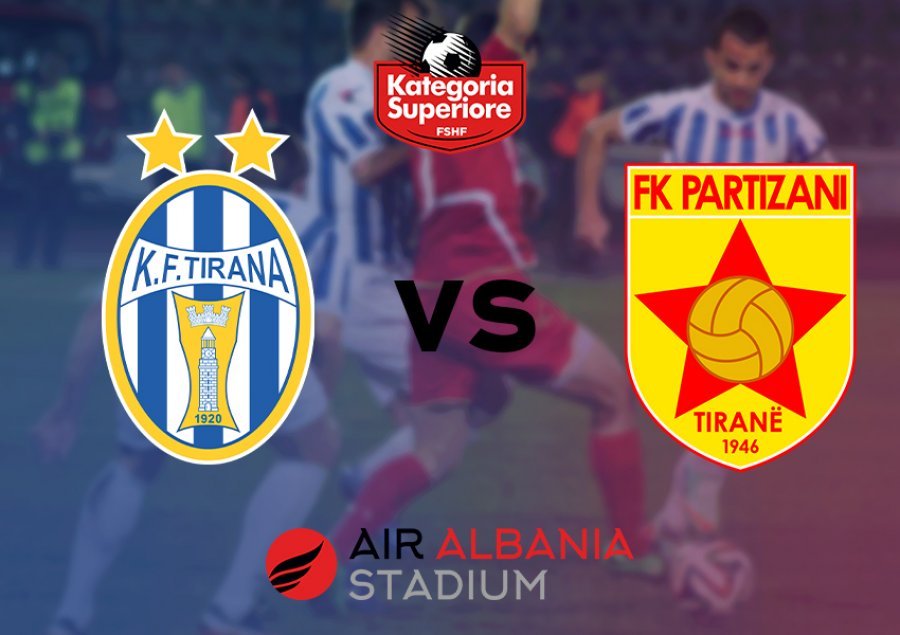 Kategoria
Superiore
FSHF
K.F.TIRANA
1920
VS
FK PARTIZANI
TIRANË
1946
AIR ALBANIA
STADIUM